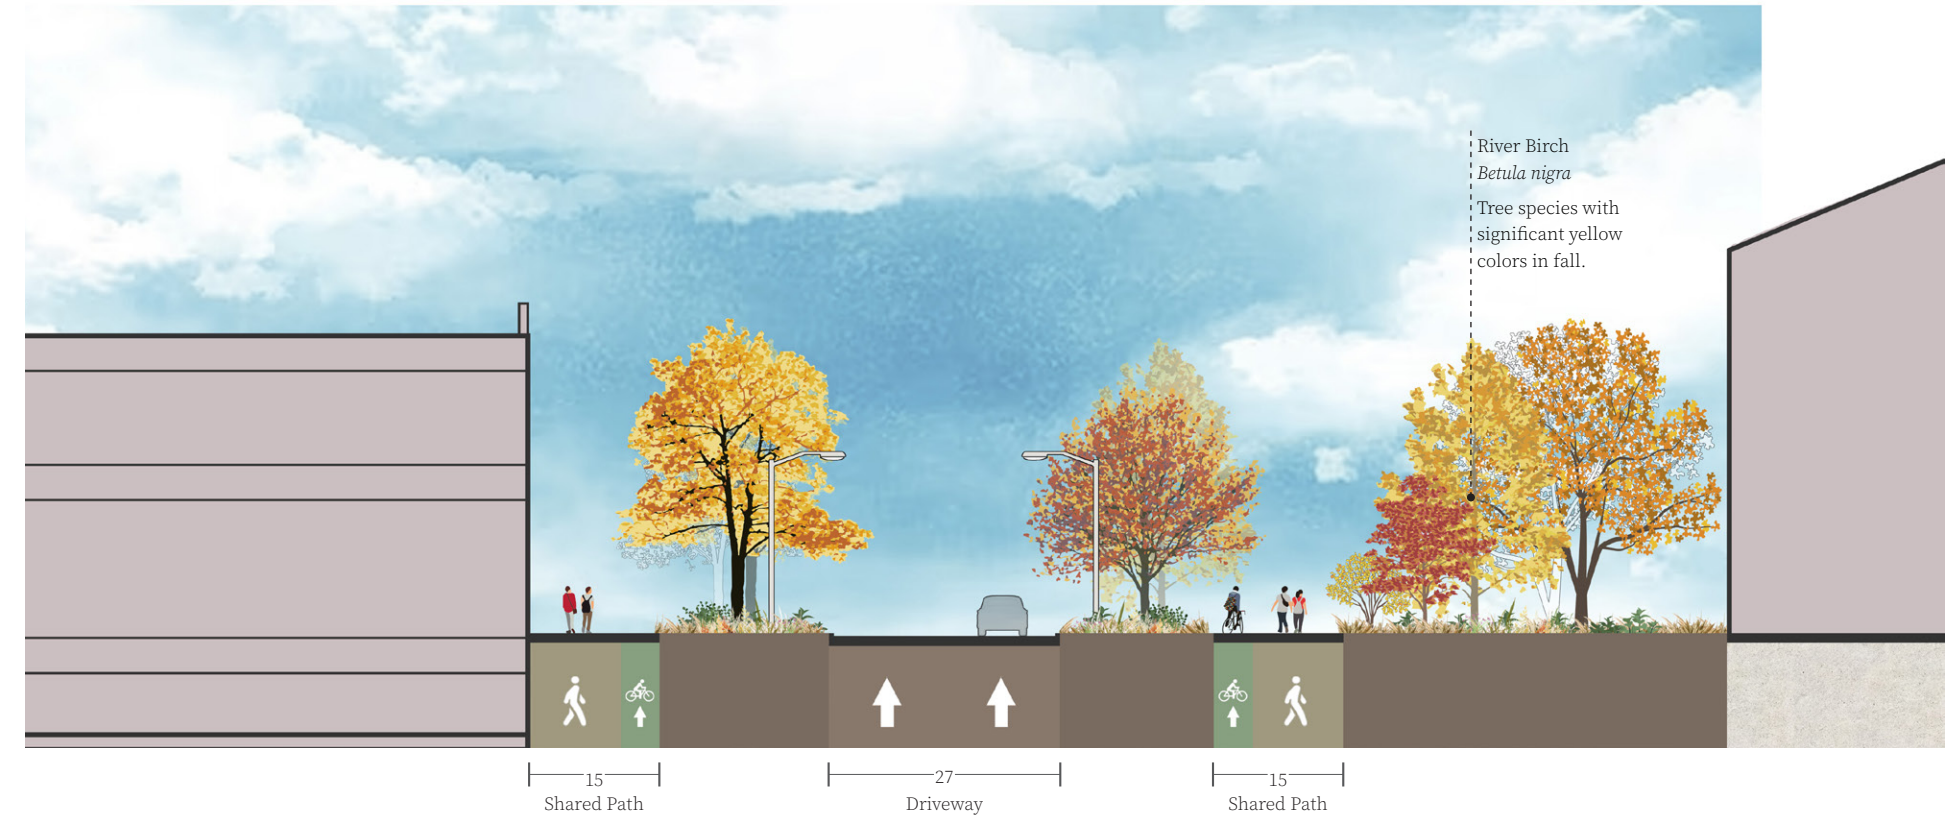 River Birch
Betula nigra
Tree species with
significant yellow
colors in fall.
15
Shared Path
27
Driveway
15
Shared Path